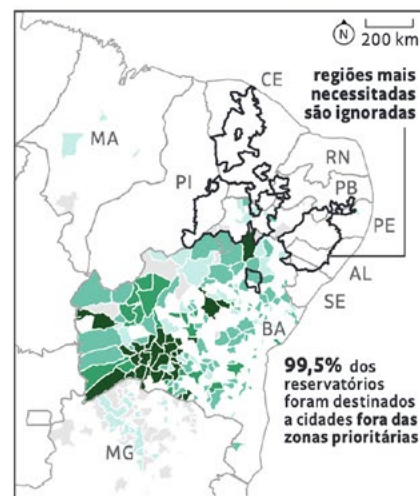 N
200 km
CE
regiões mais
necessitadas
são ignoradas
MA
RN
PI
PB
PE
AL
SE
BA
99,5% dos
reservatórios
foram destinados
a cidades fora das
zonas prioritárias
MG